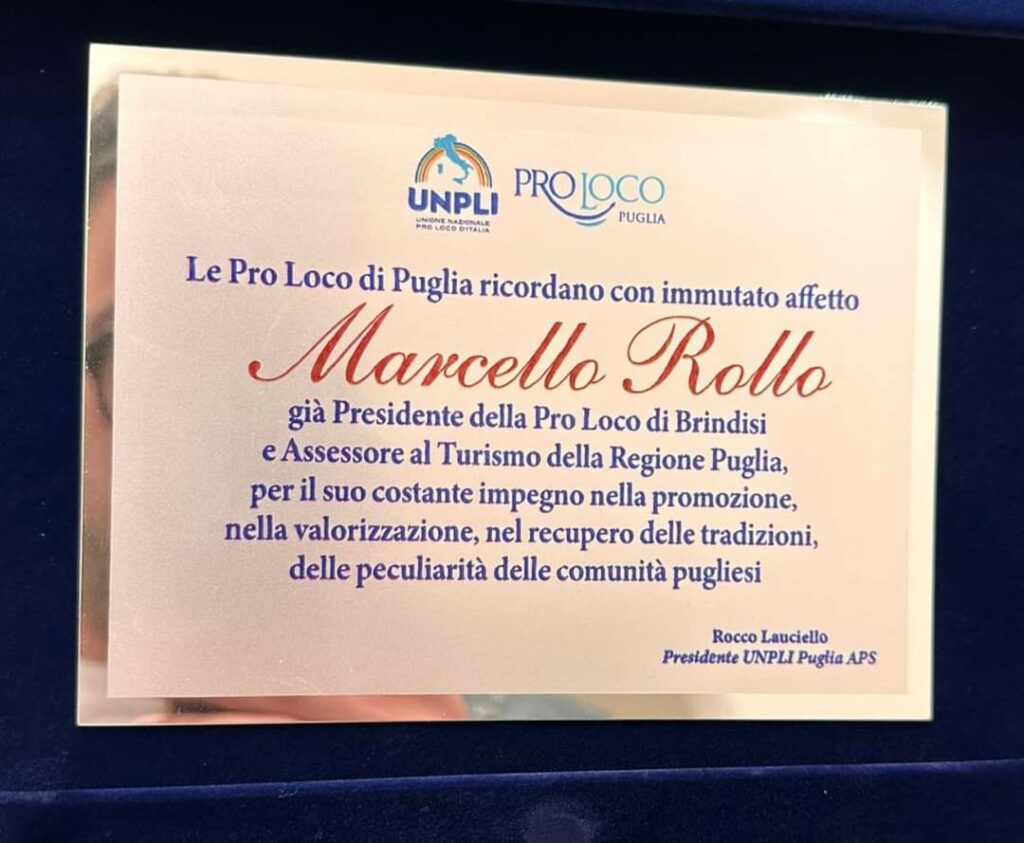 UNPLI
UNIONE NAZIONALE
PRO LOCO D'ITALIA
PRO LOCO
PUGLIA
Le Pro Loco di Puglia ricordano con immutato affetto
Marcello Rollo
già Presidente della Pro Loco di Brindisi
e Assessore al Turismo della Regione Puglia,
per il suo costante impegno nella promozione,
nella valorizzazione, nel recupero delle tradizioni,
delle peculiarità delle comunità pugliesi
Rocco Lauciello
Presidente UNPLI Puglia APS